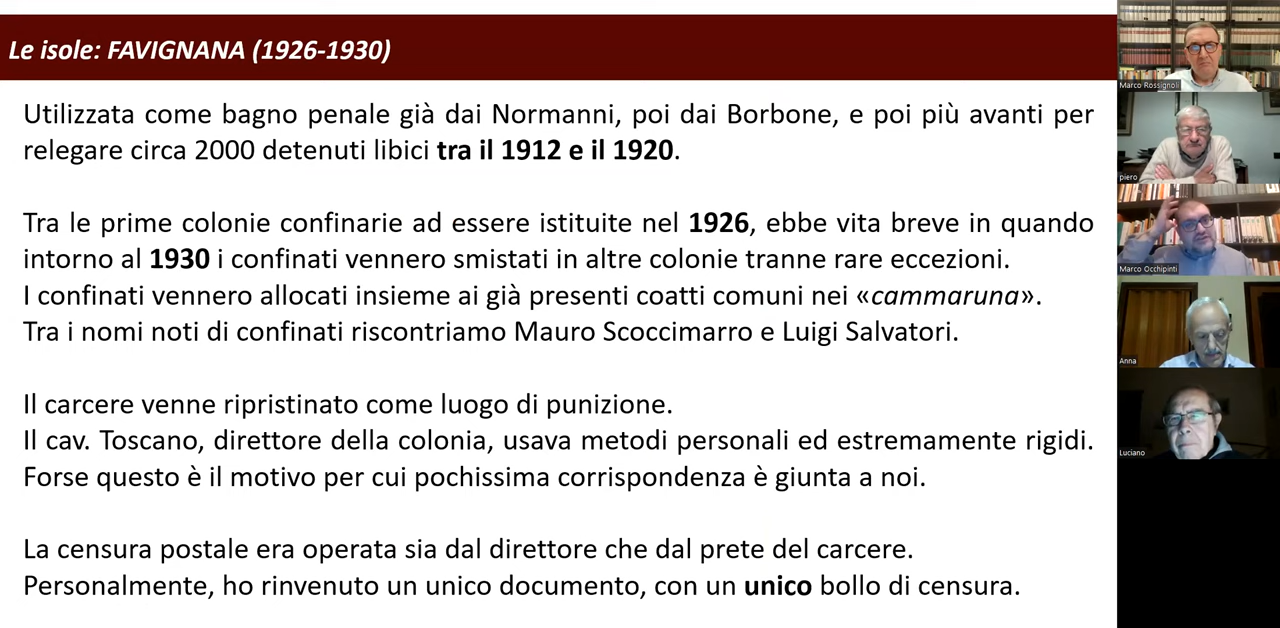 Le isole: FAVIGNANA (1926-1930)
Utilizzata come bagno penale già dai Normanni, poi dai Borbone, e poi più avanti per
relegare circa 2000 detenuti libici tra il 1912 e il 1920.
Tra le prime colonie confinarie ad essere istituite nel 1926, ebbe vita breve in quando
intorno al 1930 i confinati vennero smistati in altre colonie tranne rare eccezioni.
I confinati vennero allocati insieme ai già presenti coatti comuni nei «cammaruna».
Tra i nomi noti di confinati riscontriamo Mauro Scoccimarro e Luigi Salvatori.
Il carcere venne ripristinato come luogo di punizione.
Il cav. Toscano, direttore della colonia, usava metodi personali ed estremamente rigidi.
Forse questo è il motivo per cui pochissima corrispondenza è giunta a noi.
La censura postale era operata sia dal direttore che dal prete del carcere.
Personalmente, ho rinvenuto un unico documento, con un unico bollo di censura.
Marco Rossignoli
piero
Marco Occhipinti
Anna
Luciano